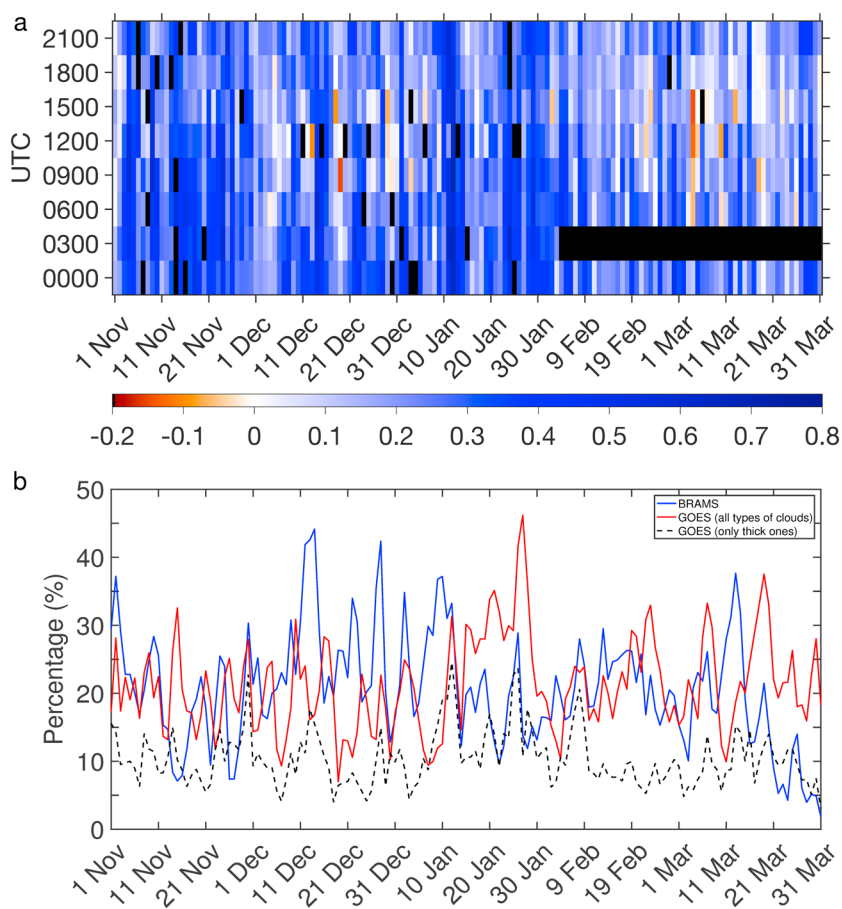 a
2100
1800
1500
1200
0900
0600
0300
0000
UTC
1 Nov 11 Nov 21 Nov 1 Dec 11 Dec 21 Dec 31 Dec 10 Jan 20 Jan 30 Jan 9 Feb 19 Feb 1 Mar 11 Mar 21 Mar 31 Mar
-0.2 -0.1 0 0.1 0.2 0.3 0.4 0.5 0.6 0.7 0.8
b
50
40
30
20
10
0
Percentage (%)
BRAMS
GOES (all types of clouds)
GOES (only thick ones)
1 Nov 11 Nov 21 Nov 1 Dec 11 Dec 21 Dec 31 Dec 10 Jan 20 Jan 30 Jan 9 Feb 19 Feb 1 Mar 11 Mar 21 Mar 31 Mar